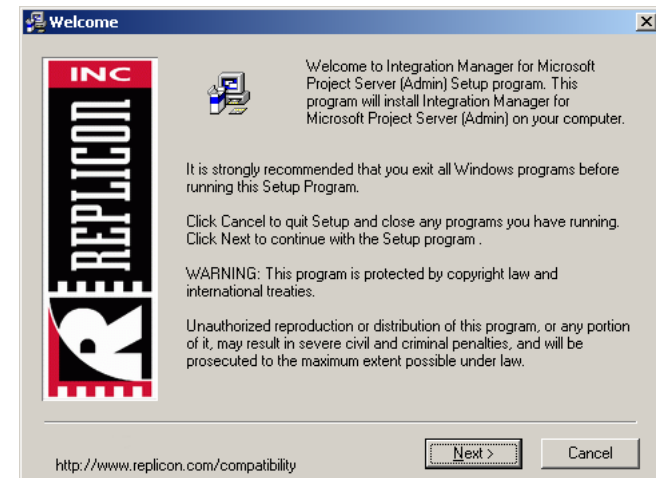 Welcome
INC
REPLICON
R
Welcome to Integration Manager for Microsoft
Project Server (Admin) Setup program. This
program will install Integration Manager for
Microsoft Project Server (Admin) on your computer.
It is strongly recommended that you exit all Windows programs before
running this Setup Program.
Click Cancel to quit Setup and close any programs you have running.
Click Next to continue with the Setup program .
WARNING: This program is protected by copyright law and
international treaties.
Unauthorized reproduction or distribution of this program, or any portion
of it, may result in severe civil and criminal penalties, and will be
prosecuted to the maximum extent possible under law.
http://www.replicon.com/compatibility
Next >
Cancel